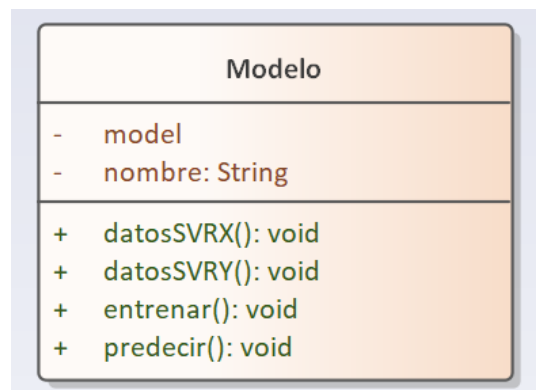 Modelo
- model
- nombre: String
+ datosSVRX(): void
+ datosSVRY(): void
+ entrenar(): void
+ predecir(): void